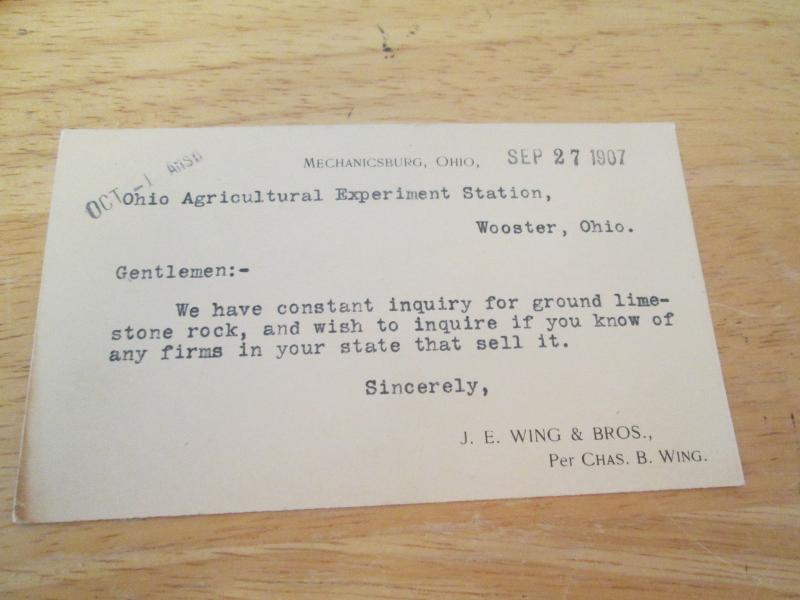 MECHANICSBURG, OHIO, SEP 27 1907
OCT -1 ANSD
Ohio Agricultural Experiment Station,
Wooster, Ohio.
Gentlemen:-
We have constant inquiry for ground lime-
stone rock, and wish to inquire if you know of
any firms in your state that sell it.
Sincerely,
J. E. WING & BROS.,
Per CHAS. B. WING.